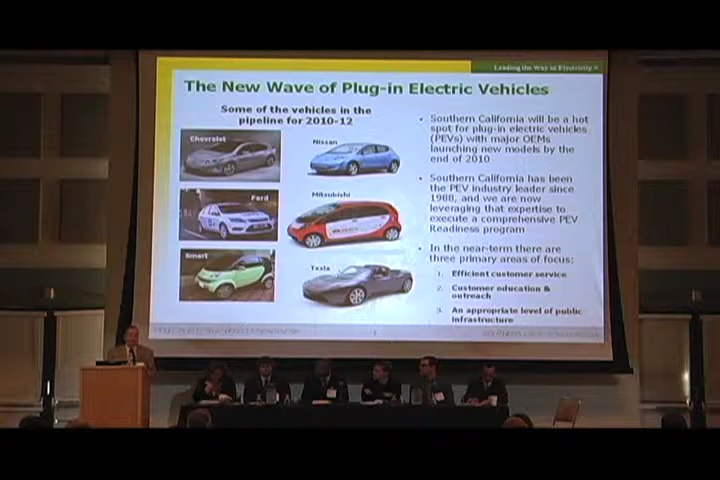 Leading the Way in Electricity
The New Wave of Plug-in Electric Vehicles
Some of the vehicles in the
pipeline for 2010-12
Chevrolet
Nissan
Ford
Mitsubishi
Smart
Tesla
• Southern California will be a hot
spot for plug-in electric vehicles
(PEVs) with major OEMs
launching new models by the
end of 2010
• Southern California has been
the PEV industry leader since
1988, and we are now
leveraging that expertise to
execute a comprehensive PEV
Readiness program
• In the near-term there are
three primary areas of focus:
1. Efficient customer service
2. Customer education &
outreach
3. An appropriate level of public
infrastructure